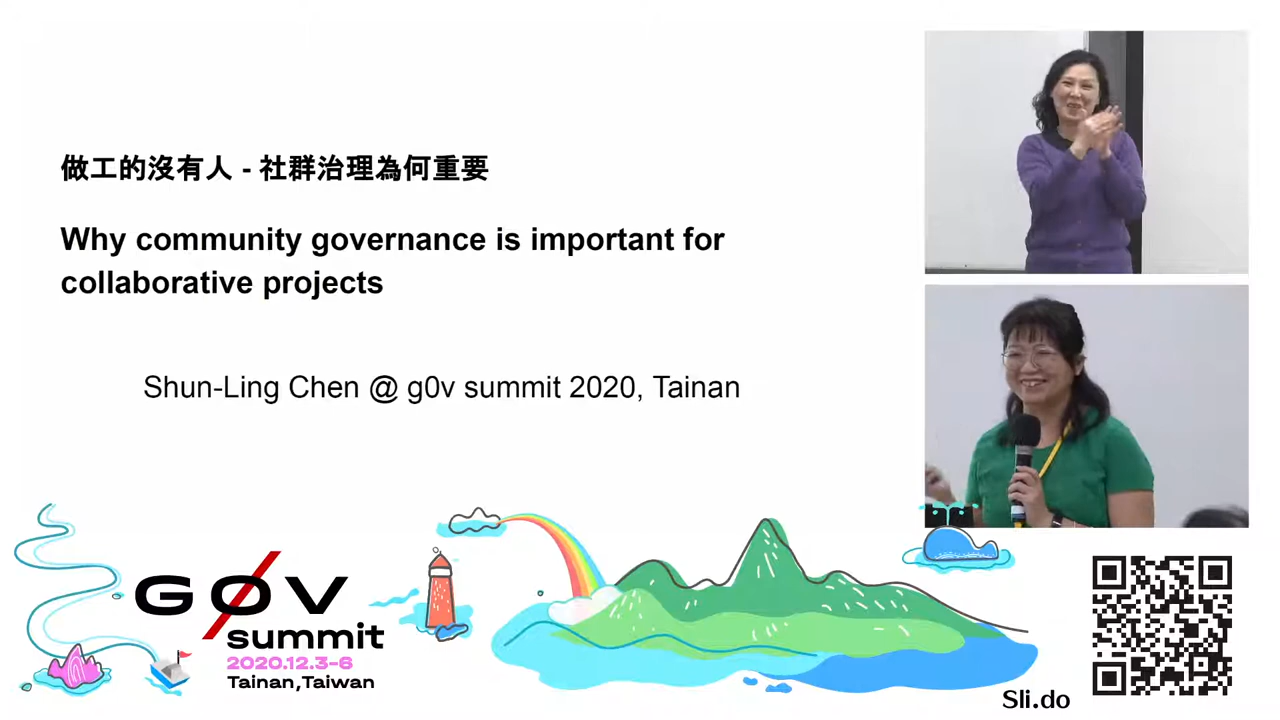 做工的沒有人 - 社群治理為何重要
Why community governance is important for
collaborative projects
Shun-Ling Chen @ g0v summit 2020, Tainan
G0V
summit
2020.12.3-6
Tainan,Taiwan
Sli.do